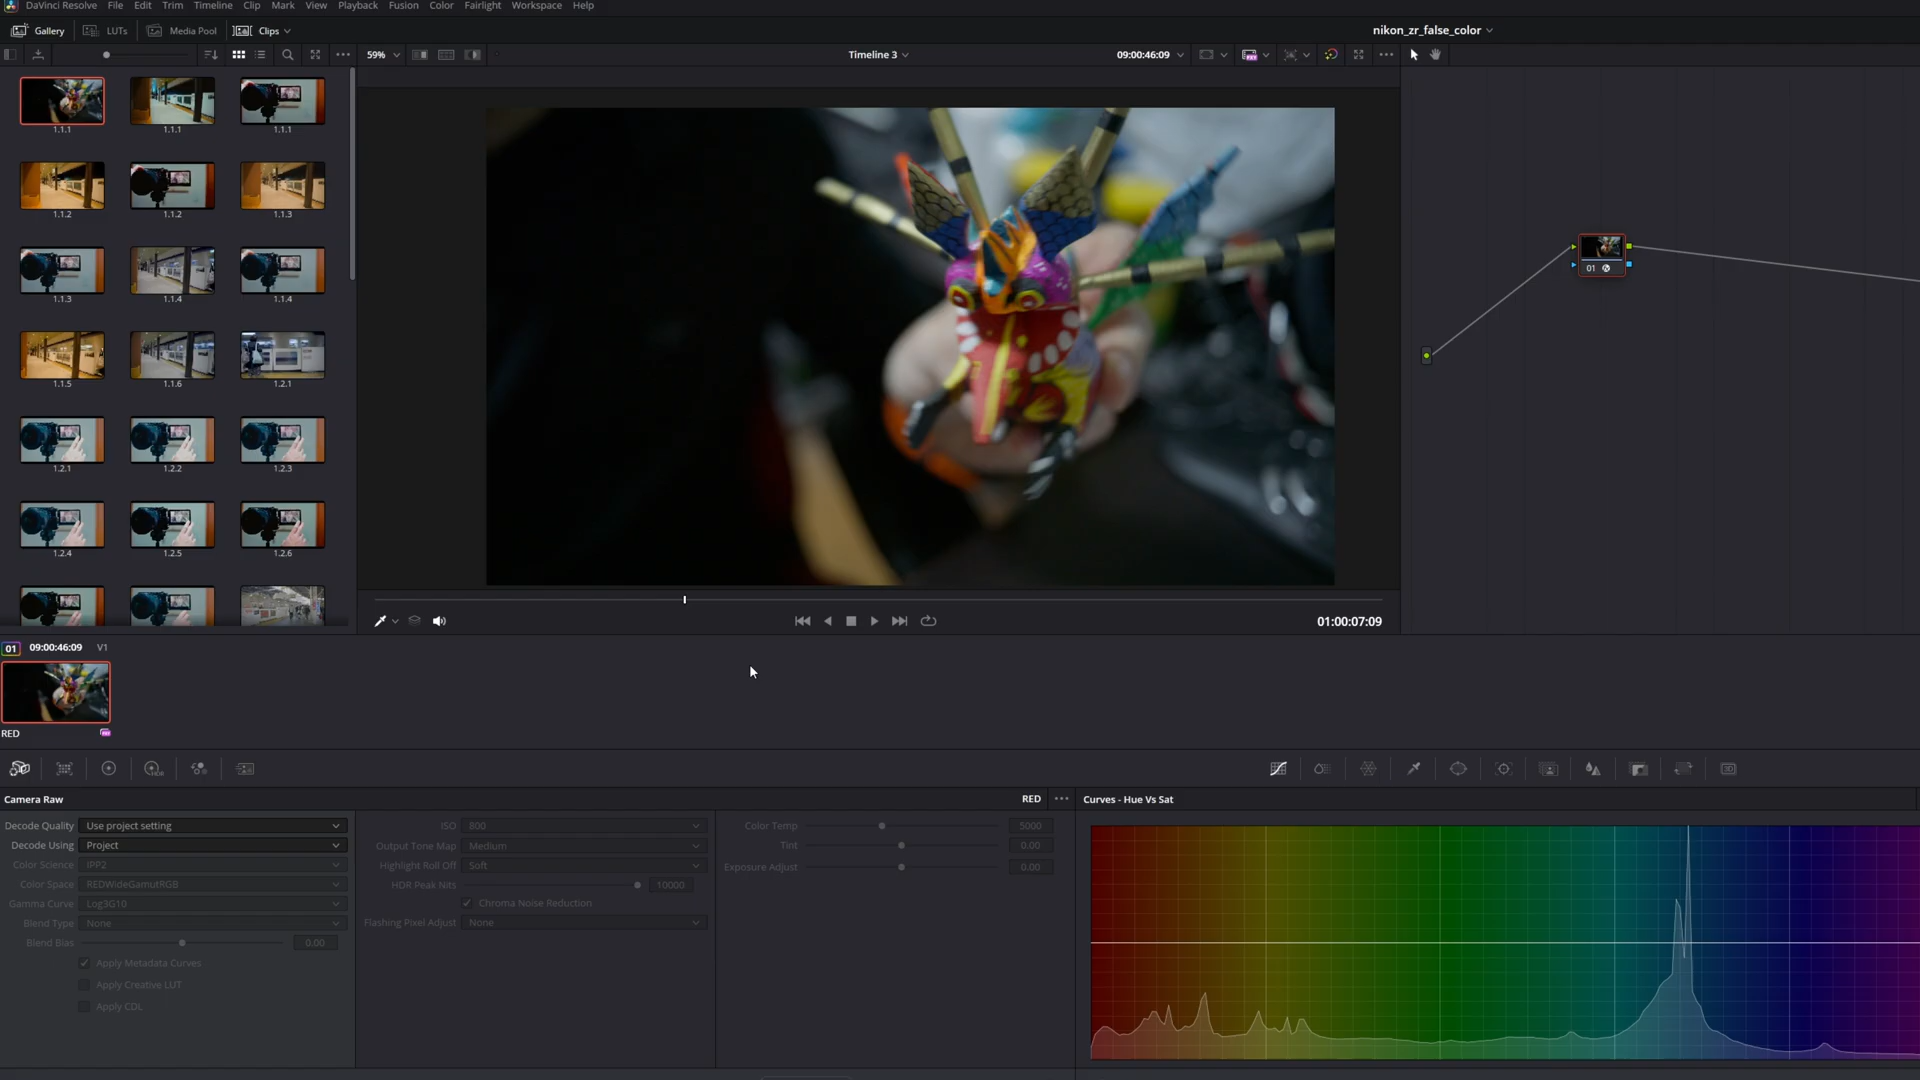 DaVinci Resolve File Edit Trim Timeline Clip Mark View Playback Fusion Color Fairlight Workspace Help
Gallery LUTs Media Pool Clips nikon_zr_false_color
59% Timeline 3 09:00:46:09
1.1.1 1.1.1 1.1.1
1.1.2 1.1.2 1.1.3
1.1.3 1.1.4 1.1.4
1.1.5 1.1.6 1.2.1
1.2.1 1.2.2 1.2.3
1.2.4 1.2.5 1.2.6
01
01:00:07:09
01 09:00:46:09 V1
RED
HDR
3D
Camera Raw RED Curves - Hue Vs Sat
Decode Quality Use project setting ISO 800 Color Temp 5000
Decode Using Project Output Tone Map Medium Tint 0.00
Color Science IPP2 Highlight Roll Off Soft Exposure Adjust 0.00
Color Space REDWideGamutRGB HDR Peak Nits 10000
Gamma Curve Log3G10 Chroma Noise Reduction
Blend Type None Flashing Pixel Adjust None
Blend Bias 0.00
Apply Metadata Curves
Apply Creative LUT
Apply CDL